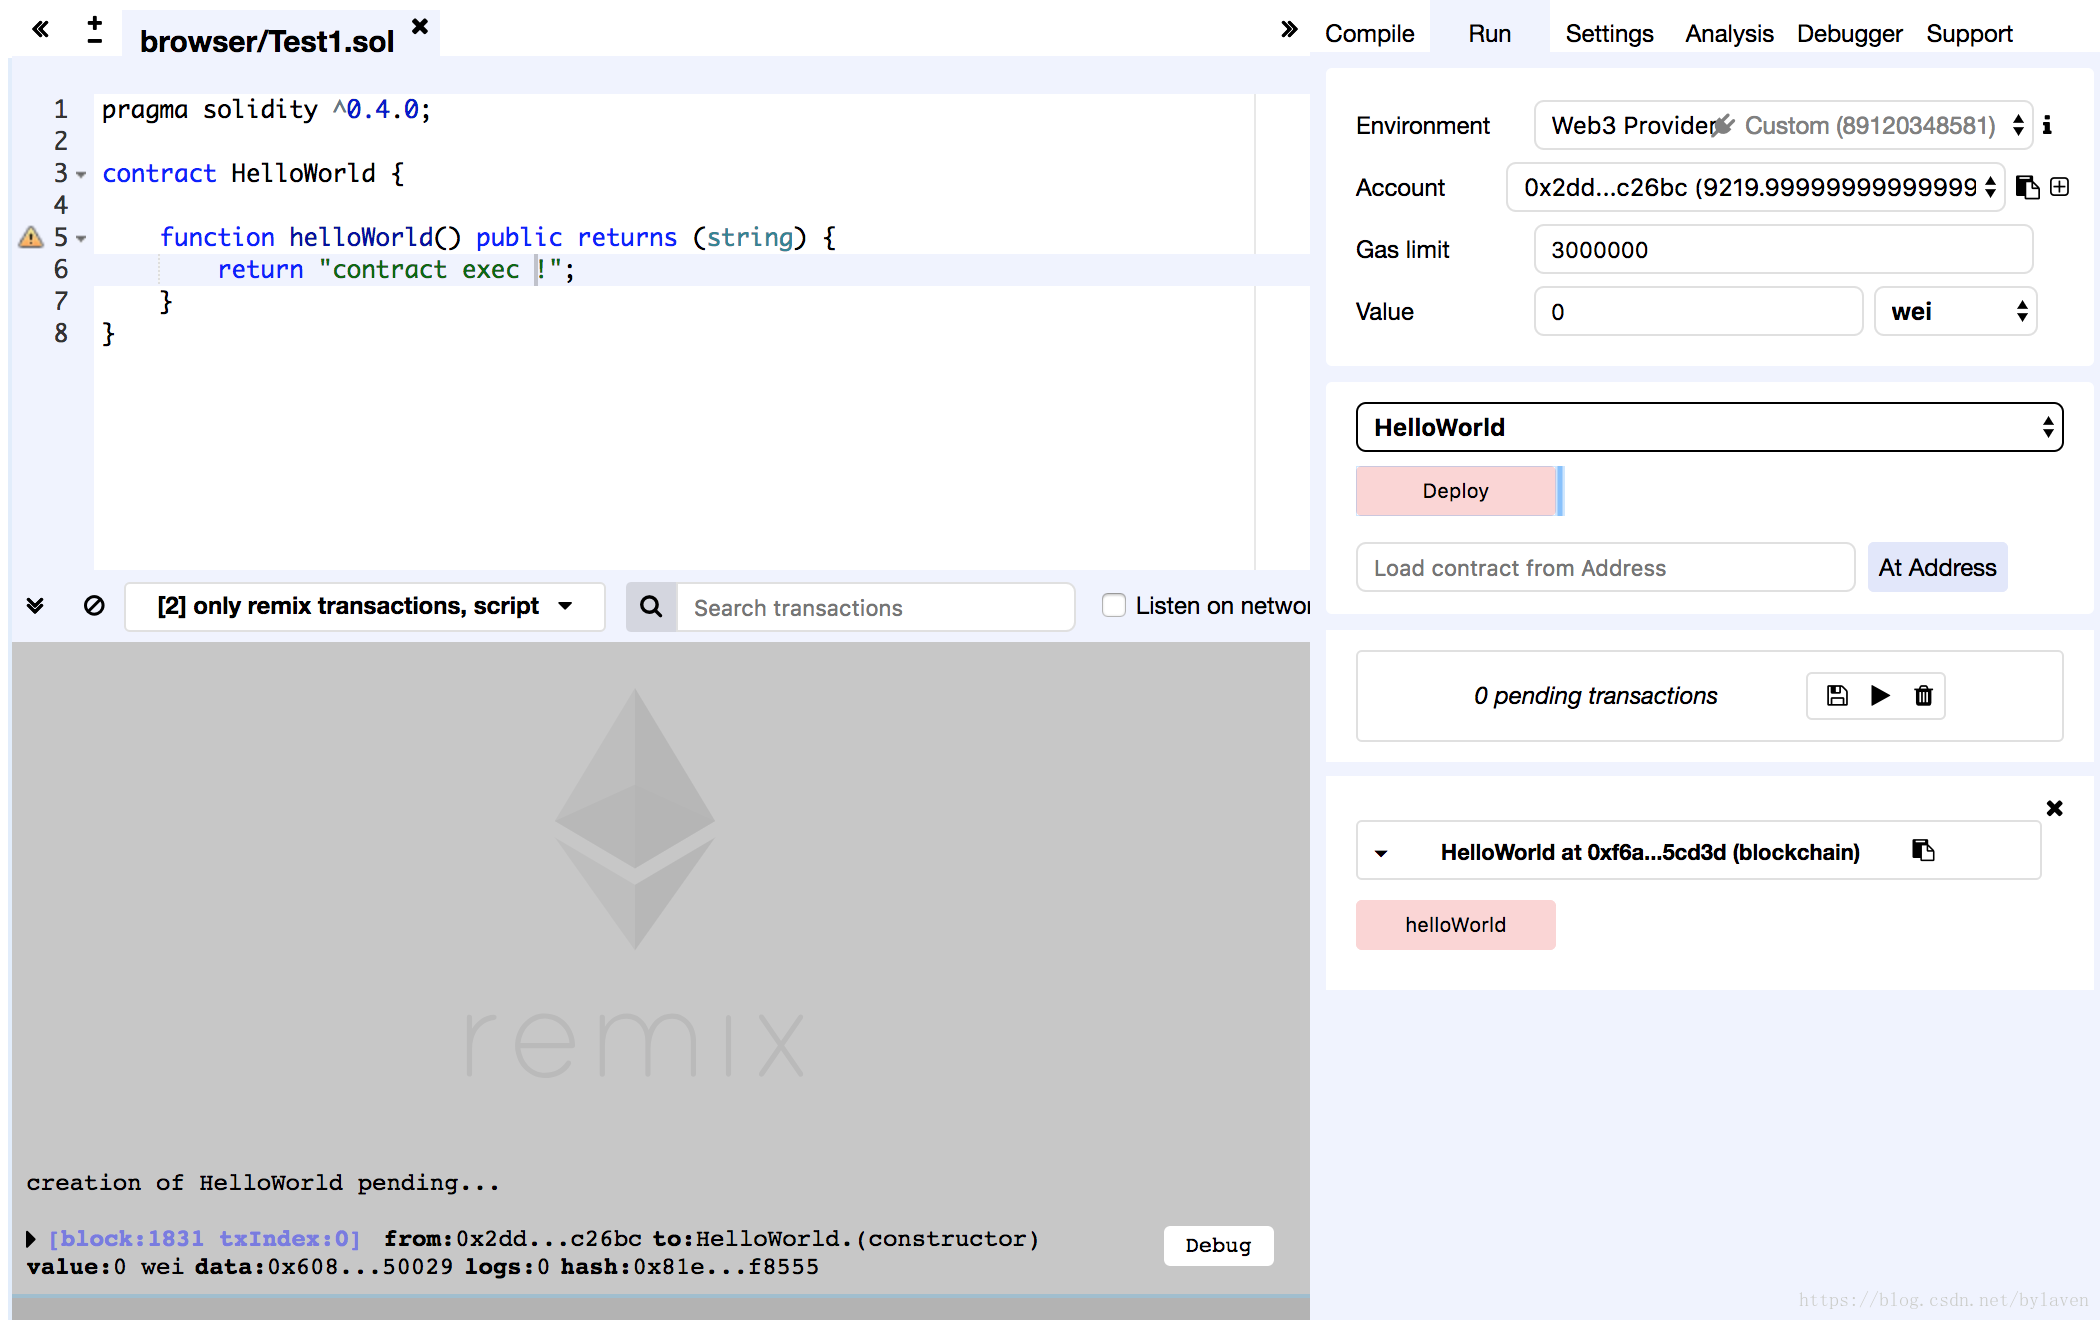 browser/Test1.sol
1 pragma solidity ^0.4.0;
2
3 contract HelloWorld {
4
5 function helloWorld() public returns (string) {
6 return "contract exec !";
7 }
8 }
[2] only remix transactions, script
Search transactions
Listen on networ
remix
creation of HelloWorld pending...
[block:1831 txIndex:0] from:0x2dd...c26bc to:HelloWorld.(constructor)
value:0 wei data:0x608...50029 logs:0 hash:0x81e...f8555
Debug
Compile Run Settings Analysis Debugger Support
Environment Web3 Provider Custom (89120348581)
Account 0x2dd...c26bc (9219.99999999999999
Gas limit 3000000
Value 0 wei
HelloWorld
Deploy
Load contract from Address At Address
0 pending transactions
HelloWorld at 0xf6a...5cd3d (blockchain)
helloWorld
https://blog.csdn.net/bylaven